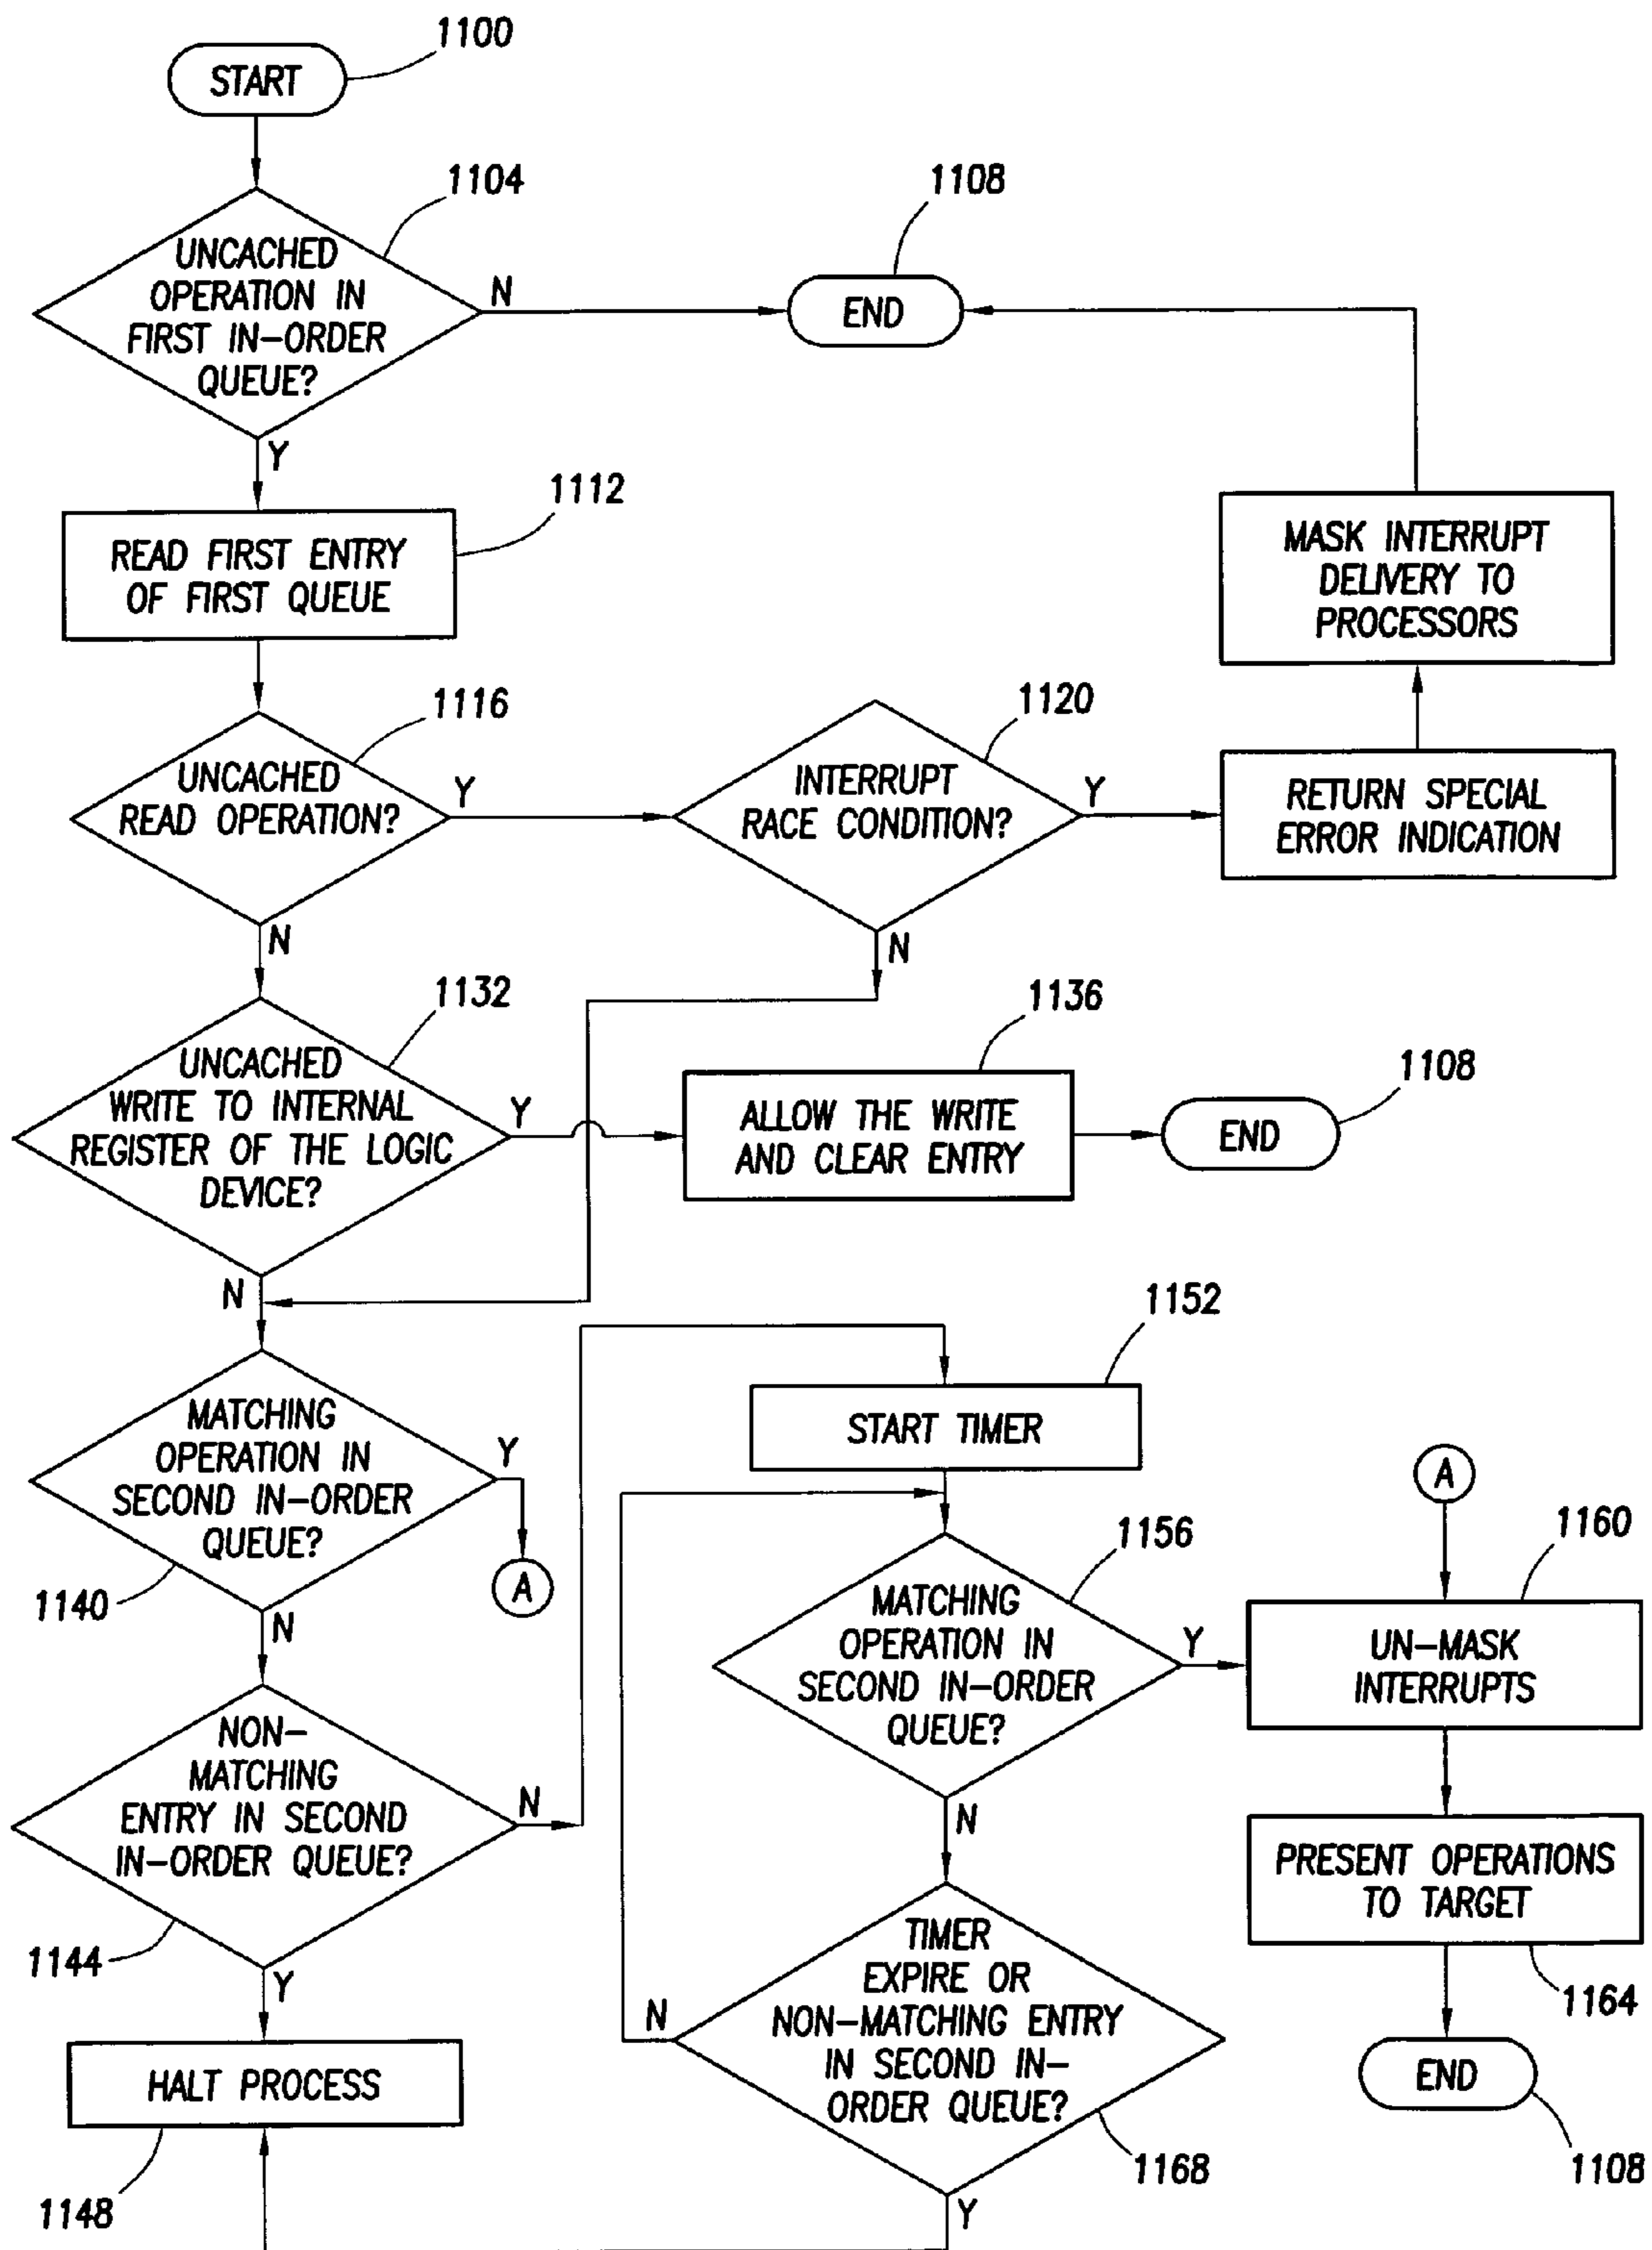 1100
START
1104
1108
UNCACHED
OPERATION IN
FIRST IN-ORDER
QUEUE?
N
END
Y
1112
READ FIRST ENTRY
OF FIRST QUEUE
MASK INTERRUPT
DELIVERY TO
PROCESSORS
1116
1120
UNCACHED
READ OPERATION?
Y
INTERRUPT
RACE CONDITION?
Y
RETURN SPECIAL
ERROR INDICATION
N
N
1132
1136
UNCACHED
WRITE TO INTERNAL
REGISTER OF THE LOGIC
DEVICE?
Y
ALLOW THE WRITE
AND CLEAR ENTRY
1108
END
N
1152
START TIMER
MATCHING
OPERATION IN
SECOND IN-ORDER
QUEUE?
Y
A
1140
N
A
1156
1160
MATCHING
OPERATION IN
SECOND IN-ORDER
QUEUE?
Y
UN-MASK
INTERRUPTS
NON-
MATCHING
ENTRY IN SECOND
IN-ORDER QUEUE?
N
N
PRESENT OPERATIONS
TO TARGET
1144
Y
1164
TIMER
EXPIRE OR
NON-MATCHING ENTRY
IN SECOND IN-
ORDER QUEUE?
N
HALT PROCESS
END
1148
1168
1108
Y